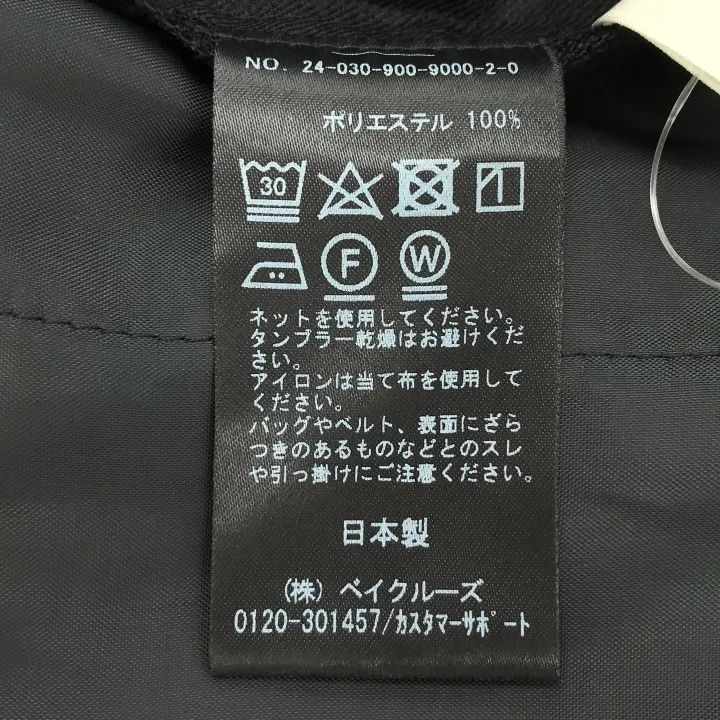 NO. 24-030-900-9000-2-0
ポリエステル 100%
30
F W
ネットを使用してください。
タンブラー乾燥はお避けくだ
さい。
アイロンは当て布を使用して
ください。
バッグやベルト、表面にざら
つきのあるものなどとのスレ
や引っ掛けにご注意ください。
日本製
(株) ベイクルーズ
0120-301457/ｶｽﾀﾏｰｻﾎﾟｰﾄ